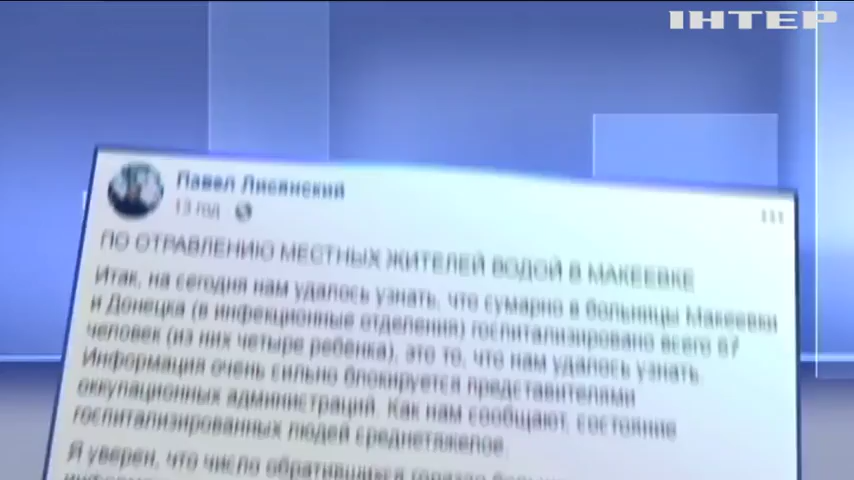 ІНТЕР
Павел Лисянский
13 год
ПО ОТРАВЛЕНИЮ МЕСТНЫХ ЖИТЕЛЕЙ ВОДОЙ В МАКЕЕВКЕ
Итак, на сегодня нам удалось узнать, что сумарно в больницы Макеевки
и Донецка (в инфекционные отделения) госпитализировано всего
человек (из них четыре ребёнка), это то, что нам удалось узнать.
Информация очень сильно блокируется представителями
оккупационных администраций. Как нам сообщают, состояние
госпитализированных людей среднетяжелое.
Я уверен, что число обратившихся гораздо